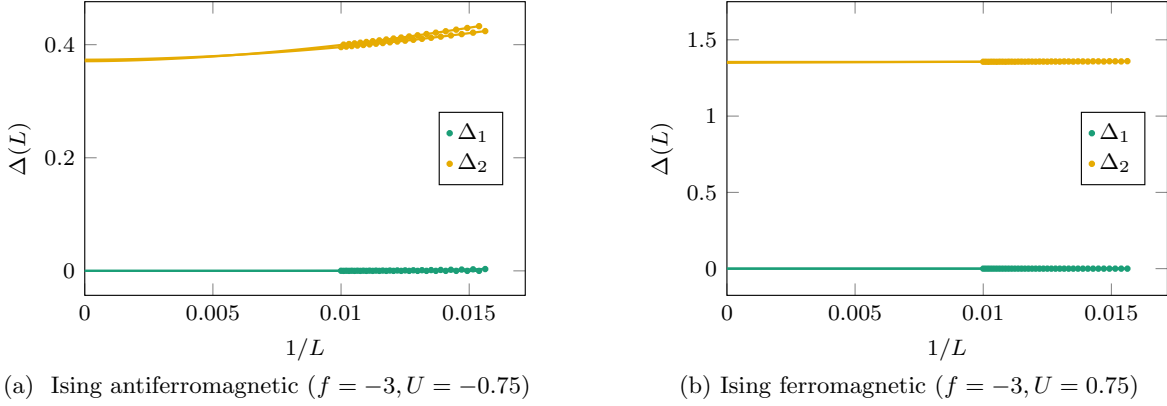 0.4
0.2
0
Δ(L)
Δ₁
Δ₂
0
0.005
0.01
0.015
1/L
(a) Ising antiferromagnetic (f = −3, U = −0.75)
1.5
1
0.5
0
Δ(L)
Δ₁
Δ₂
0
0.005
0.01
0.015
1/L
(b) Ising ferromagnetic (f = −3, U = 0.75)